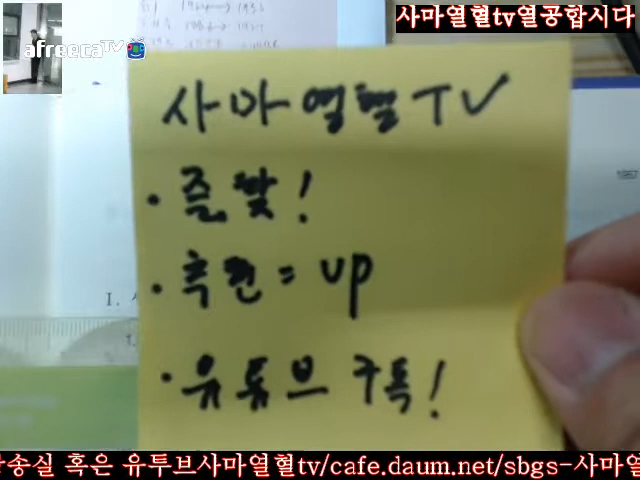 사마열혈tv열공합시다
afreecaTV
사마열혈TV
· 즐찾!
· 추천 = up
· 유튜브 구독!
I.
송실 혹은 유투브사마열혈tv/cafe.daum.net/sbgs-사마열